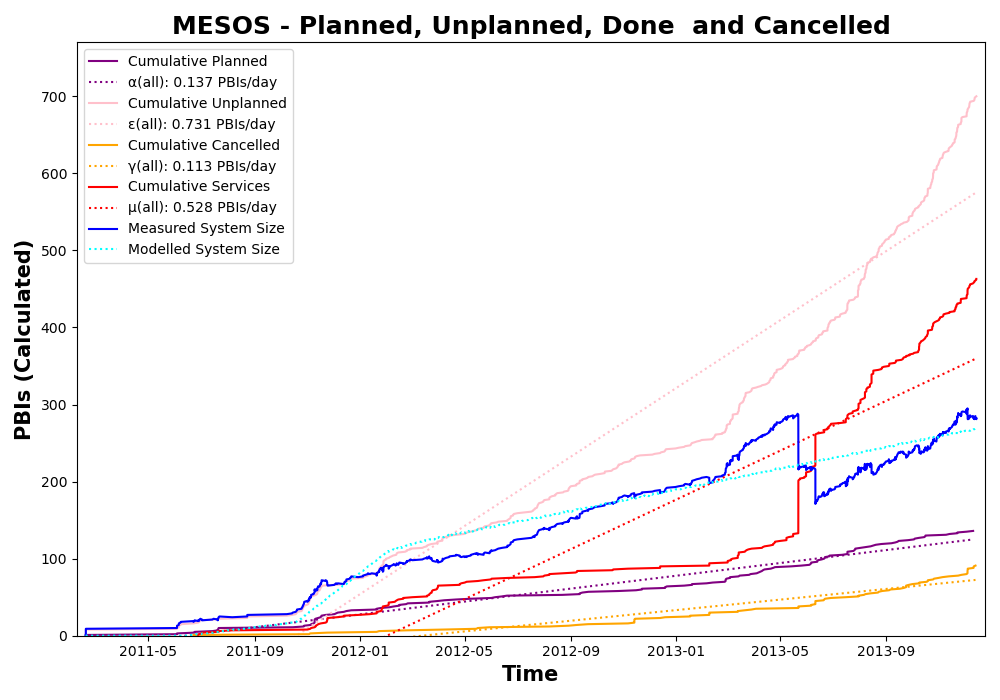 MESOS - Planned, Unplanned, Done  and Cancelled
PBIs (Calculated)
700
600
500
400
300
200
100
0
Cumulative Planned
α(all): 0.137 PBIs/day
Cumulative Unplanned
ε(all): 0.731 PBIs/day
Cumulative Cancelled
γ(all): 0.113 PBIs/day
Cumulative Services
μ(all): 0.528 PBIs/day
Measured System Size
Modelled System Size
2011-05 2011-09 2012-01 2012-05 2012-09 2013-01 2013-05 2013-09
Time